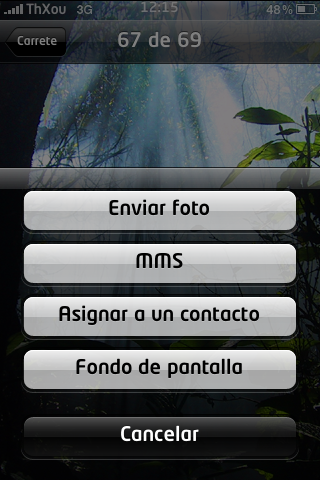 ThXou 3G 12:15 48%
Carrete 67 de 69
Enviar foto
MMS
Asignar a un contacto
Fondo de pantalla
Cancelar